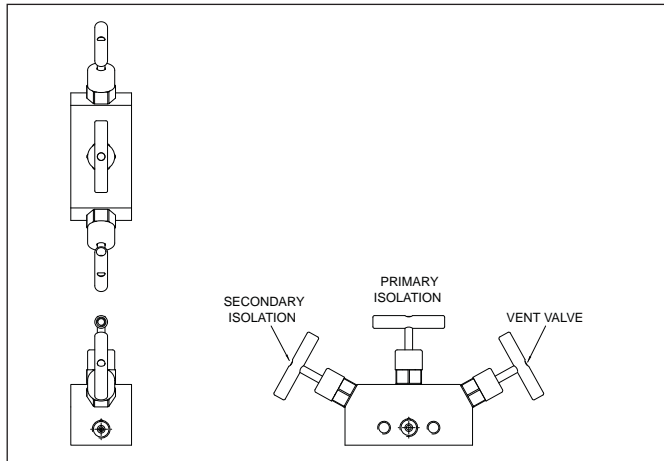 SECONDARY
ISOLATION
PRIMARY
ISOLATION
VENT VALVE